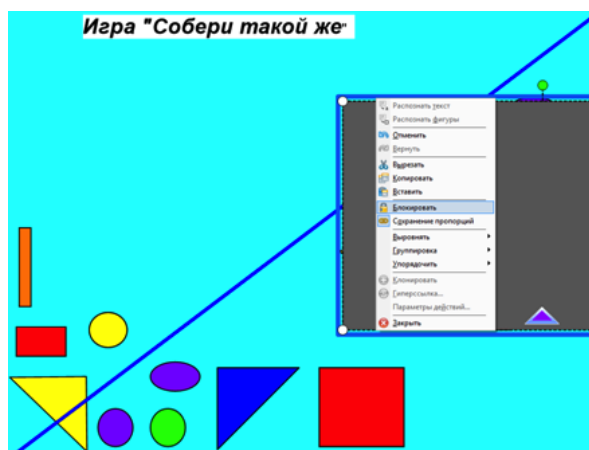 Игра "Собери такой же"
Распознать текст
Распознать фигуры
Отменить
Вернуть
Вырезать
Копировать
Вставить
Блокировать
Сохранение пропорций
Выровнять
Группировка
Упорядочить
Клонировать
Гиперссылка...
Параметры действий...
Закрыть